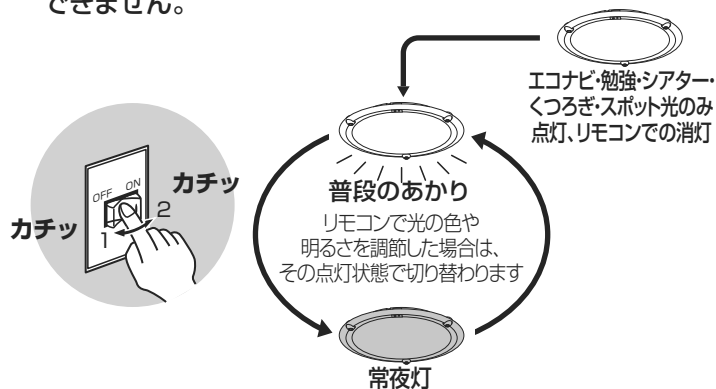 できません。
エコナビ・勉強・シアター・
くつろぎ・スポット光のみ
点灯、リモコンでの消灯
OFF ON
カチッ
2
カチッ
1
普段のあかり
リモコンで光の色や
明るさを調節した場合は、
その点灯状態で切り替わります
常夜灯